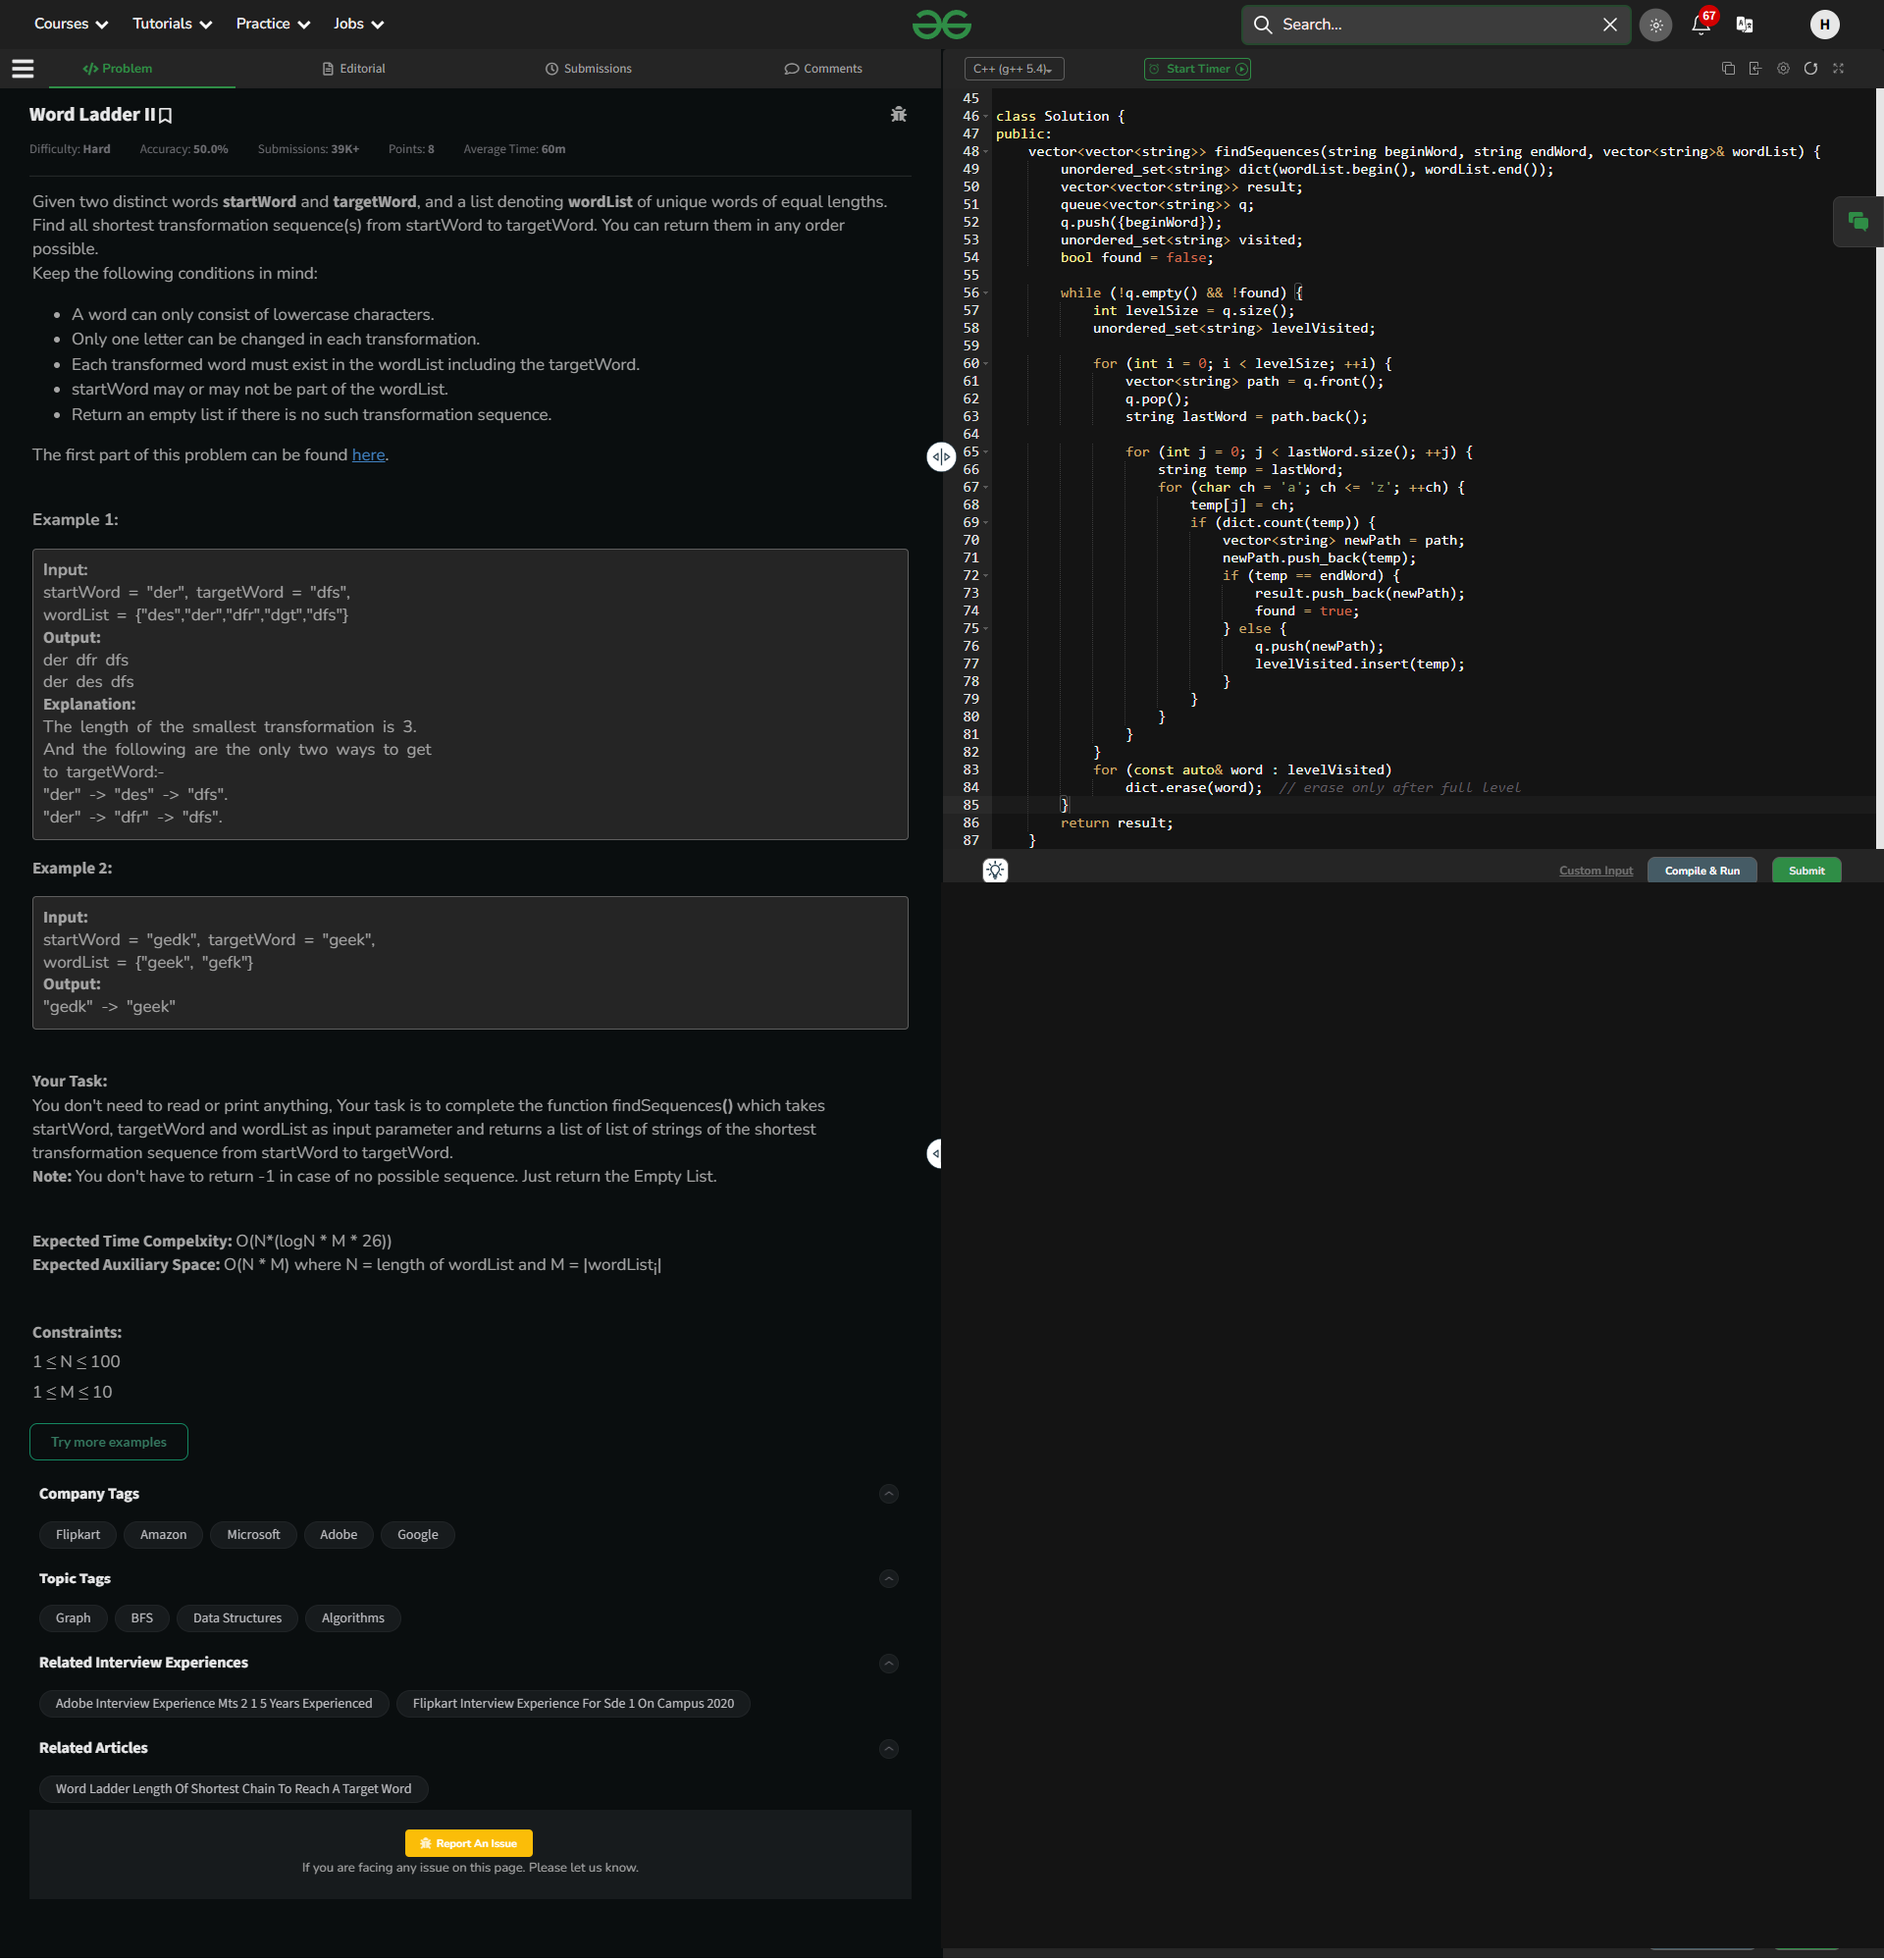 Courses Tutorials Practice Jobs
Search...
67
H
Problem
Editorial
Submissions
Comments
C++ (g++ 5.4)
Start Timer
Word Ladder II
Difficulty: Hard Accuracy: 50.0% Submissions: 39K+ Points: 8 Average Time: 60m
Given two distinct words startWord and targetWord, and a list denoting wordList of unique words of equal lengths.
Find all shortest transformation sequence(s) from startWord to targetWord. You can return them in any order
possible.
Keep the following conditions in mind:
• A word can only consist of lowercase characters.
• Only one letter can be changed in each transformation.
• Each transformed word must exist in the wordList including the targetWord.
• startWord may or may not be part of the wordList.
• Return an empty list if there is no such transformation sequence.
The first part of this problem can be found here.
Example 1:
Input:
startWord = "der", targetWord = "dfs",
wordList = {"des","der","dfr","dgt","dfs"}
Output:
der dfr dfs
der des dfs
Explanation:
The length of the smallest transformation is 3.
And the following are the only two ways to get
to targetWord:-
"der" -> "des" -> "dfs".
"der" -> "dfr" -> "dfs".
Example 2:
Input:
startWord = "gedk", targetWord = "geek",
wordList = {"geek", "gefk"}
Output:
"gedk" -> "geek"
Your Task:
You don't need to read or print anything, Your task is to complete the function findSequences() which takes
startWord, targetWord and wordList as input parameter and returns a list of list of strings of the shortest
transformation sequence from startWord to targetWord.
Note: You don't have to return -1 in case of no possible sequence. Just return the Empty List.
Expected Time Compelxity: O(N*(logN * M * 26))
Expected Auxiliary Space: O(N * M) where N = length of wordList and M = |wordListi|
Constraints:
1 ≤ N ≤ 100
1 ≤ M ≤ 10
Try more examples
Company Tags
Flipkart Amazon Microsoft Adobe Google
Topic Tags
Graph BFS Data Structures Algorithms
Related Interview Experiences
Adobe Interview Experience Mts 2 1 5 Years Experienced Flipkart Interview Experience For Sde 1 On Campus 2020
Related Articles
Word Ladder Length Of Shortest Chain To Reach A Target Word
Report An Issue
If you are facing any issue on this page. Please let us know.
45
46 class Solution {
47 public:
48 vector<vector<string>> findSequences(string beginWord, string endWord, vector<string>& wordList) {
49 unordered_set<string> dict(wordList.begin(), wordList.end());
50 vector<vector<string>> result;
51 queue<vector<string>> q;
52 q.push({beginWord});
53 unordered_set<string> visited;
54 bool found = false;
55
56 while (!q.empty() && !found) {
57 int levelSize = q.size();
58 unordered_set<string> levelVisited;
59
60 for (int i = 0; i < levelSize; ++i) {
61 vector<string> path = q.front();
62 q.pop();
63 string lastWord = path.back();
64
65 for (int j = 0; j < lastWord.size(); ++j) {
66 string temp = lastWord;
67 for (char ch = 'a'; ch <= 'z'; ++ch) {
68 temp[j] = ch;
69 if (dict.count(temp)) {
70 vector<string> newPath = path;
71 newPath.push_back(temp);
72 if (temp == endWord) {
73 result.push_back(newPath);
74 found = true;
75 } else {
76 q.push(newPath);
77 levelVisited.insert(temp);
78 }
79 }
80 }
81 }
82 }
83 for (const auto& word : levelVisited)
84 dict.erase(word); // erase only after full level
85 }
86 return result;
87 }
Custom Input Compile & Run Submit